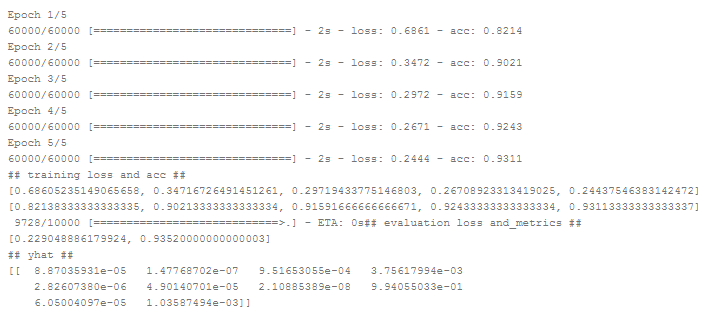 Epoch 1/5
60000/60000 [==============================] - 2s - loss: 0.6861 - acc: 0.8214
Epoch 2/5
60000/60000 [==============================] - 2s - loss: 0.3472 - acc: 0.9021
Epoch 3/5
60000/60000 [==============================] - 2s - loss: 0.2972 - acc: 0.9159
Epoch 4/5
60000/60000 [==============================] - 2s - loss: 0.2671 - acc: 0.9243
Epoch 5/5
60000/60000 [==============================] - 2s - loss: 0.2444 - acc: 0.9311
## training loss and acc ##
[0.68605235149065658, 0.34716726491451261, 0.29719433775146803, 0.26708923313419025, 0.24437546383142472]
[0.82138333333333335, 0.90213333333333334, 0.91591666666666671, 0.92433333333333334, 0.93113333333333337]
 9728/10000 [============================>.] - ETA: 0s## evaluation loss and_metrics ##
[0.229048886179924, 0.93520000000000003]
## yhat ##
[[  8.87035931e-05   1.47768702e-07   9.51653055e-04   3.75617994e-03
    2.82607380e-06   4.90140701e-05   2.10885389e-08   9.94055033e-01
    6.05004097e-05   1.03587494e-03]]